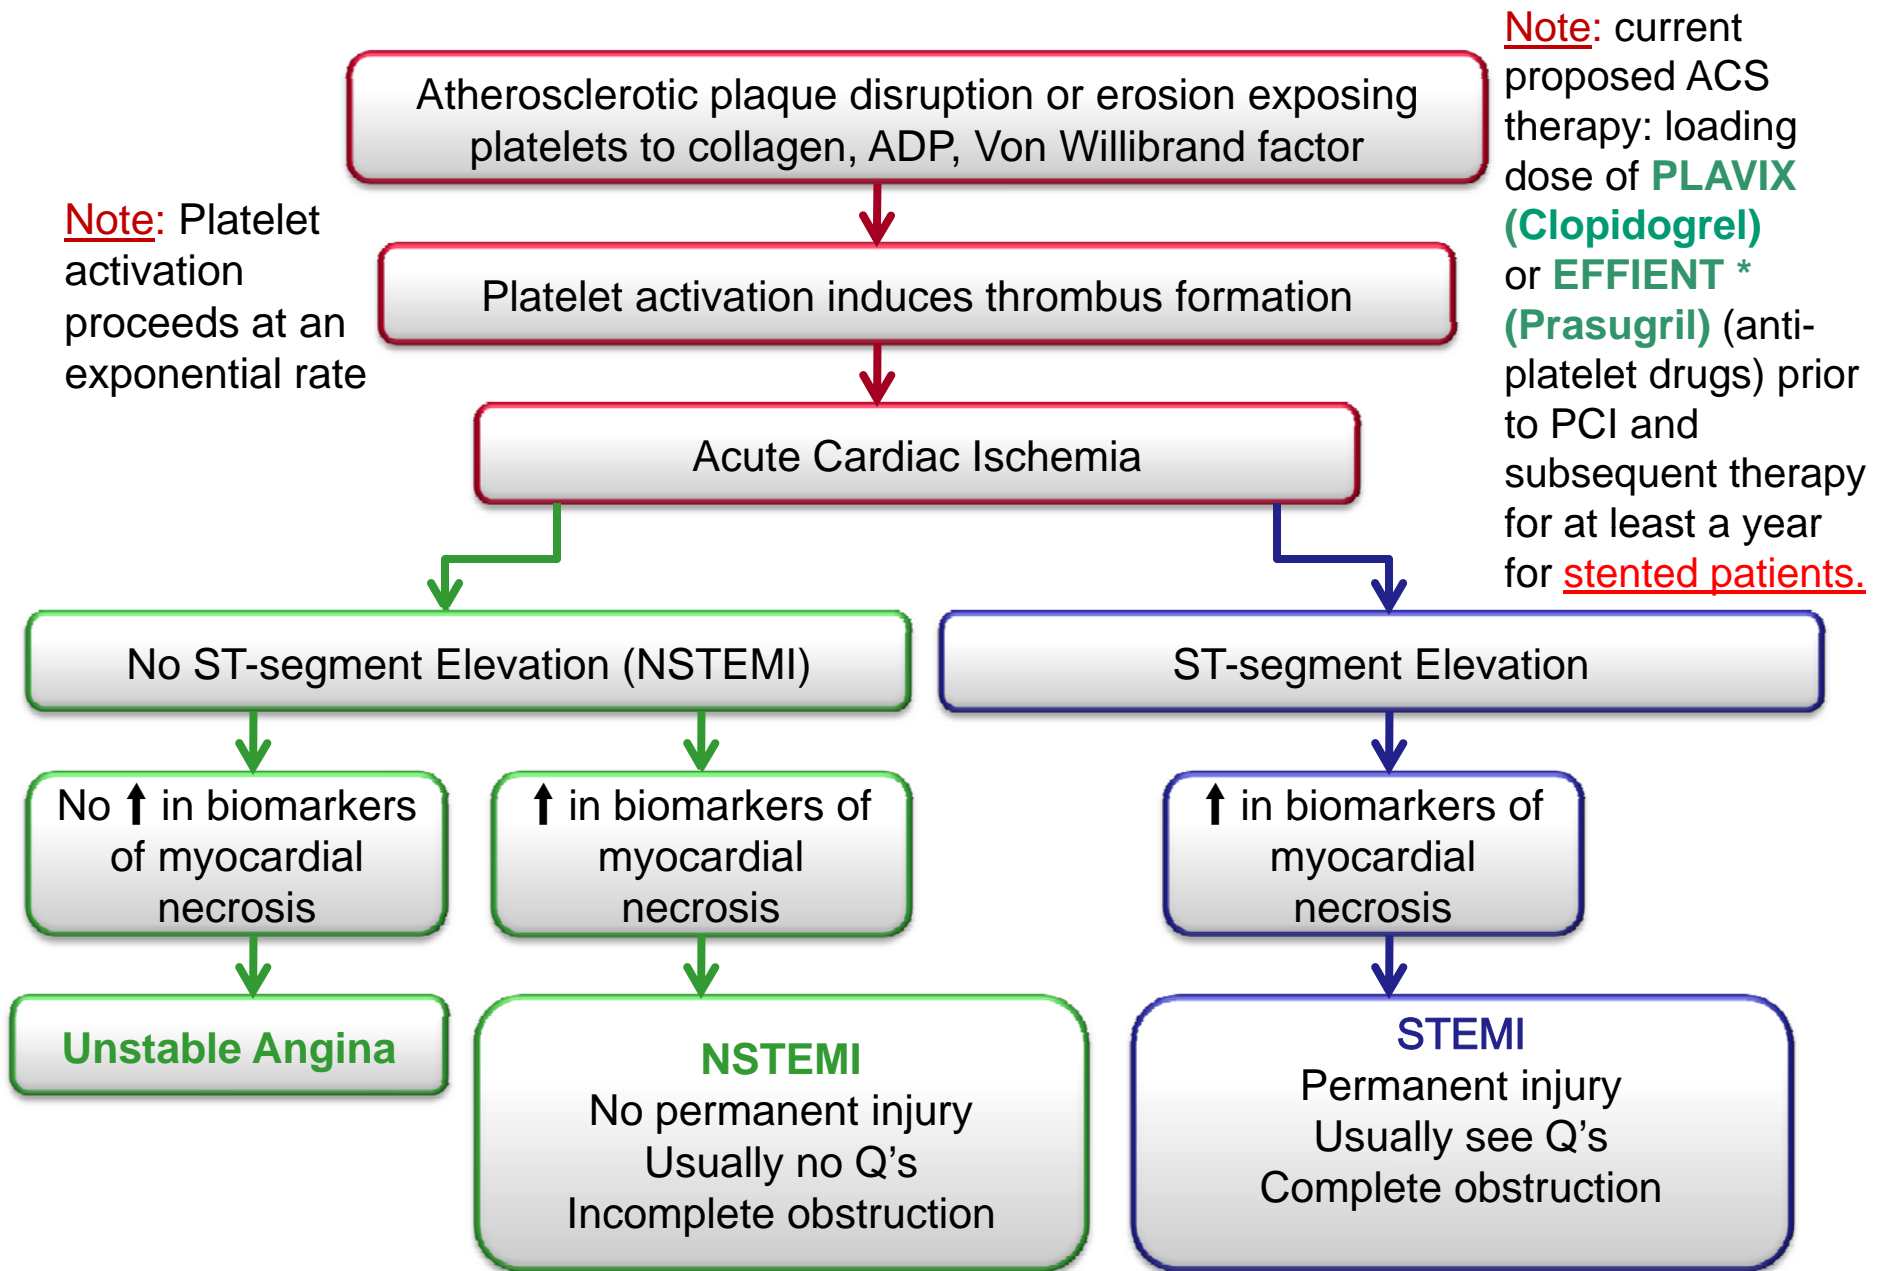 Atherosclerotic plaque disruption or erosion exposing
platelets to collagen, ADP, Von Willibrand factor
Note: current
proposed ACS
therapy: loading
dose of PLAVIX
(Clopidogrel)
or EFFIENT *
(Prasugril) (anti-
platelet drugs) prior
to PCI and
subsequent therapy
for at least a year
for stented patients.
Note: Platelet
activation
proceeds at an
exponential rate
Platelet activation induces thrombus formation
Acute Cardiac Ischemia
No ST-segment Elevation (NSTEMI)
ST-segment Elevation
No ⬆ in biomarkers
of myocardial
necrosis
⬆ in biomarkers of
myocardial
necrosis
⬆ in biomarkers of
myocardial
necrosis
Unstable Angina
NSTEMI
No permanent injury
Usually no Q’s
Incomplete obstruction
STEMI
Permanent injury
Usually see Q’s
Complete obstruction